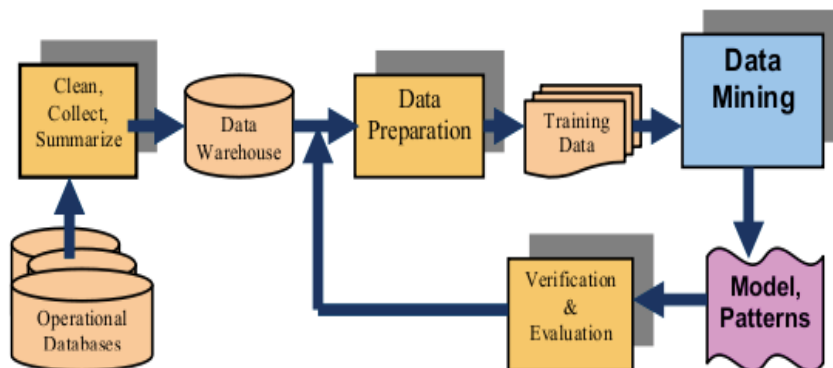 Clean,
Collect,
Summarize
Data
Warehouse
Data
Preparation
Training
Data
Data
Mining
Operational
Databases
Verification
&
Evaluation
Model,
Patterns